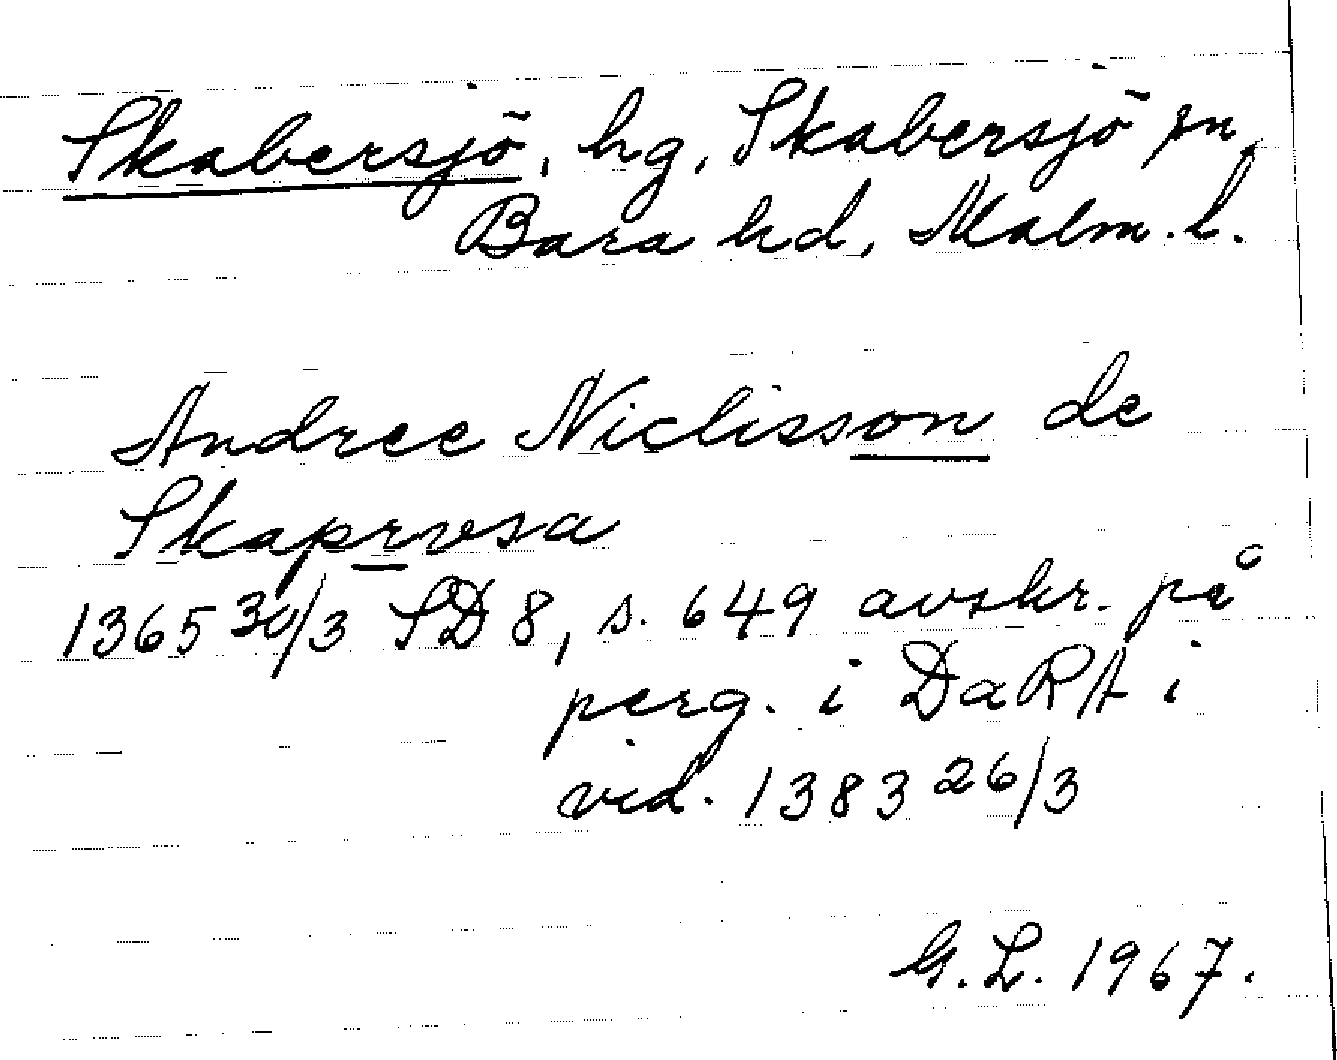 Skabersjö, hg, Skabersjö sn,
Bara hd, Malm. l.
Andree Niclisson de
Skaprvsa
1365 30/3 SD 8, s. 649 avskr. på
perg. i DaRA i
vid. 1383 26/3
G.L. 1967.